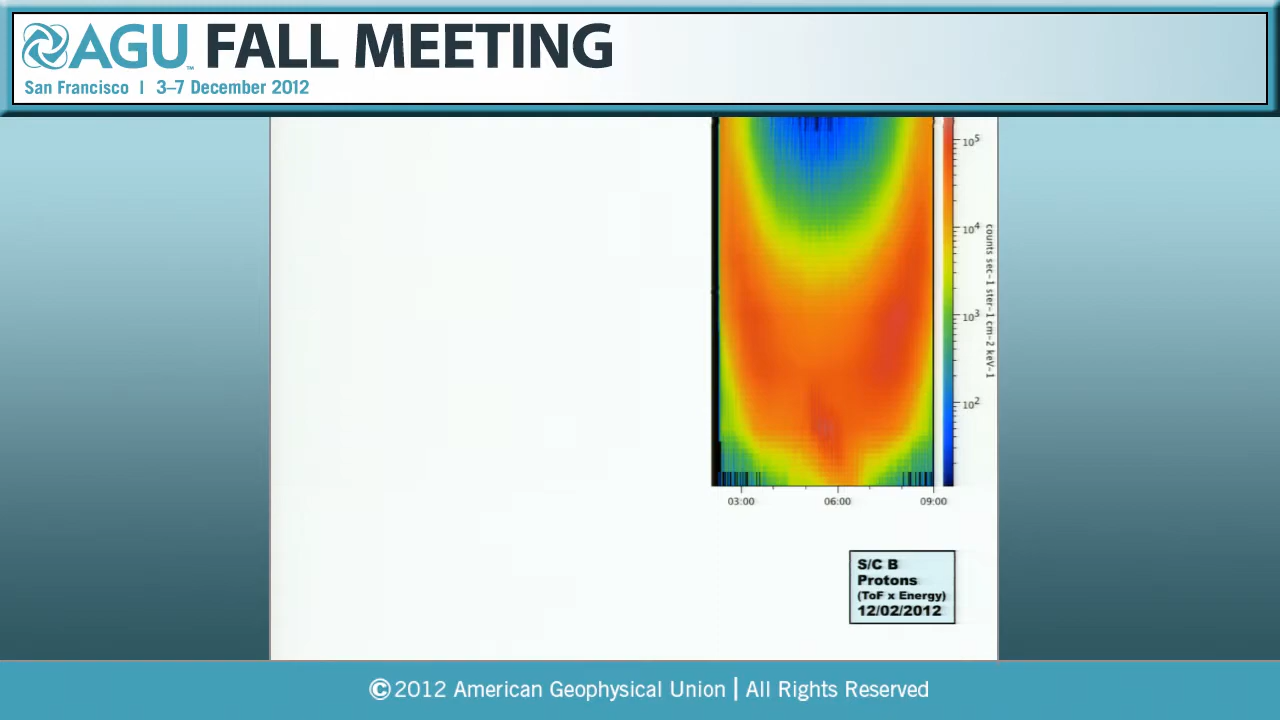 AGU™ FALL MEETING
San Francisco | 3–7 December 2012
10⁵
10⁴
10³
10²
counts sec-1 ster-1 cm-2 keV-1
03:00
06:00
09:00
S/C B
Protons
(ToF x Energy)
12/02/2012
© 2012 American Geophysical Union | All Rights Reserved